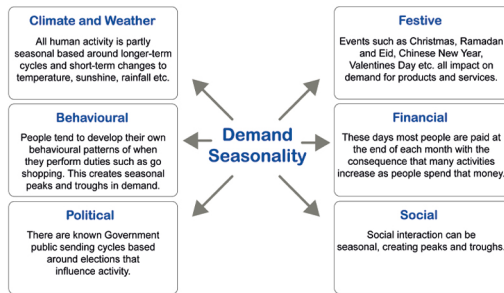 Climate and Weather
All human activity is partly
seasonal based around longer-term
cycles and short-term changes to
temperature, sunshine, rainfall etc.
Festive
Events such as Christmas, Ramadan
and Eid, Chinese New Year,
Valentines Day etc. all impact on
demand for products and services.
Behavioural
People tend to develop their own
behavioural patterns of when
they perform duties such as go
shopping. This creates seasonal
peaks and troughs in demand.
Demand
Seasonality
Financial
These days most people are paid at
the end of each month with the
consequence that many activities
increase as people spend that money.
Political
There are known Government
public sending cycles based
around elections that
influence activity.
Social
Social interaction can be
seasonal, creating peaks and troughs.